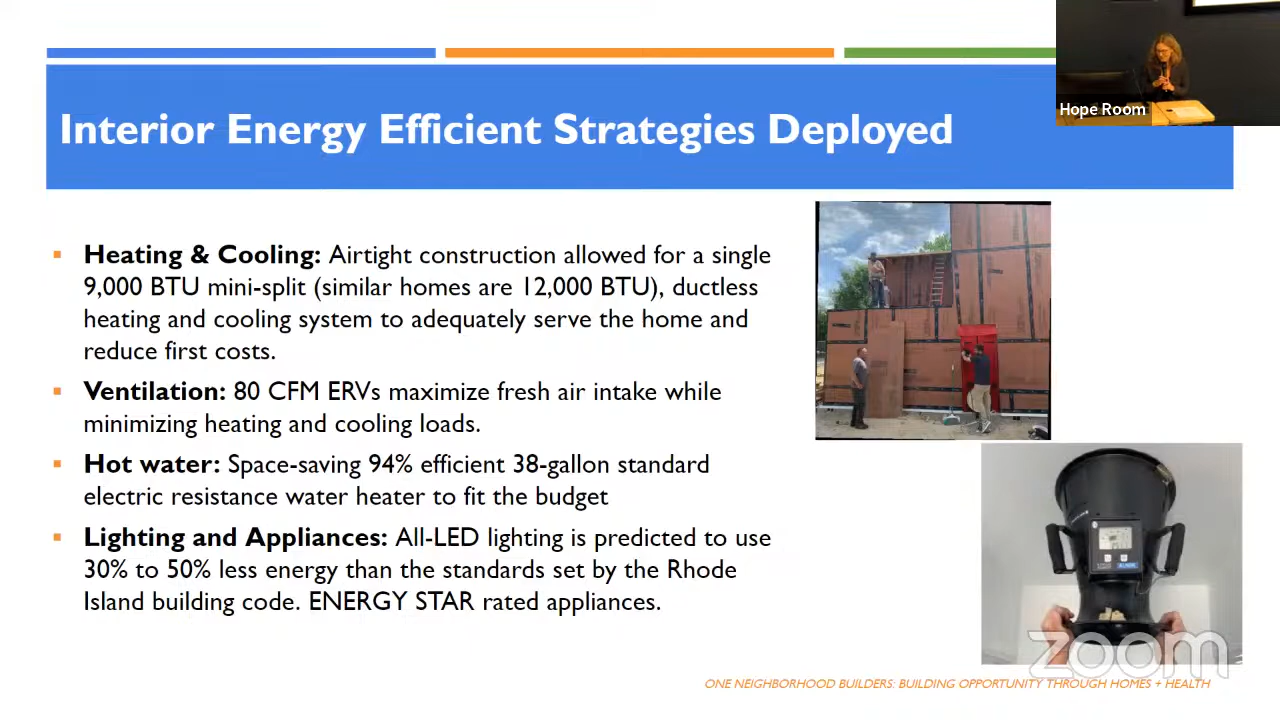 Hope Room
Interior Energy Efficient Strategies Deployed
▪ Heating & Cooling: Airtight construction allowed for a single
9,000 BTU mini-split (similar homes are 12,000 BTU), ductless
heating and cooling system to adequately serve the home and
reduce first costs.
▪ Ventilation: 80 CFM ERVs maximize fresh air intake while
minimizing heating and cooling loads.
▪ Hot water: Space-saving 94% efficient 38-gallon standard
electric resistance water heater to fit the budget
▪ Lighting and Appliances: All-LED lighting is predicted to use
30% to 50% less energy than the standards set by the Rhode
Island building code. ENERGY STAR rated appliances.
zoom
ONE NEIGHBORHOOD BUILDERS: BUILDING OPPORTUNITY THROUGH HOMES + HEALTH